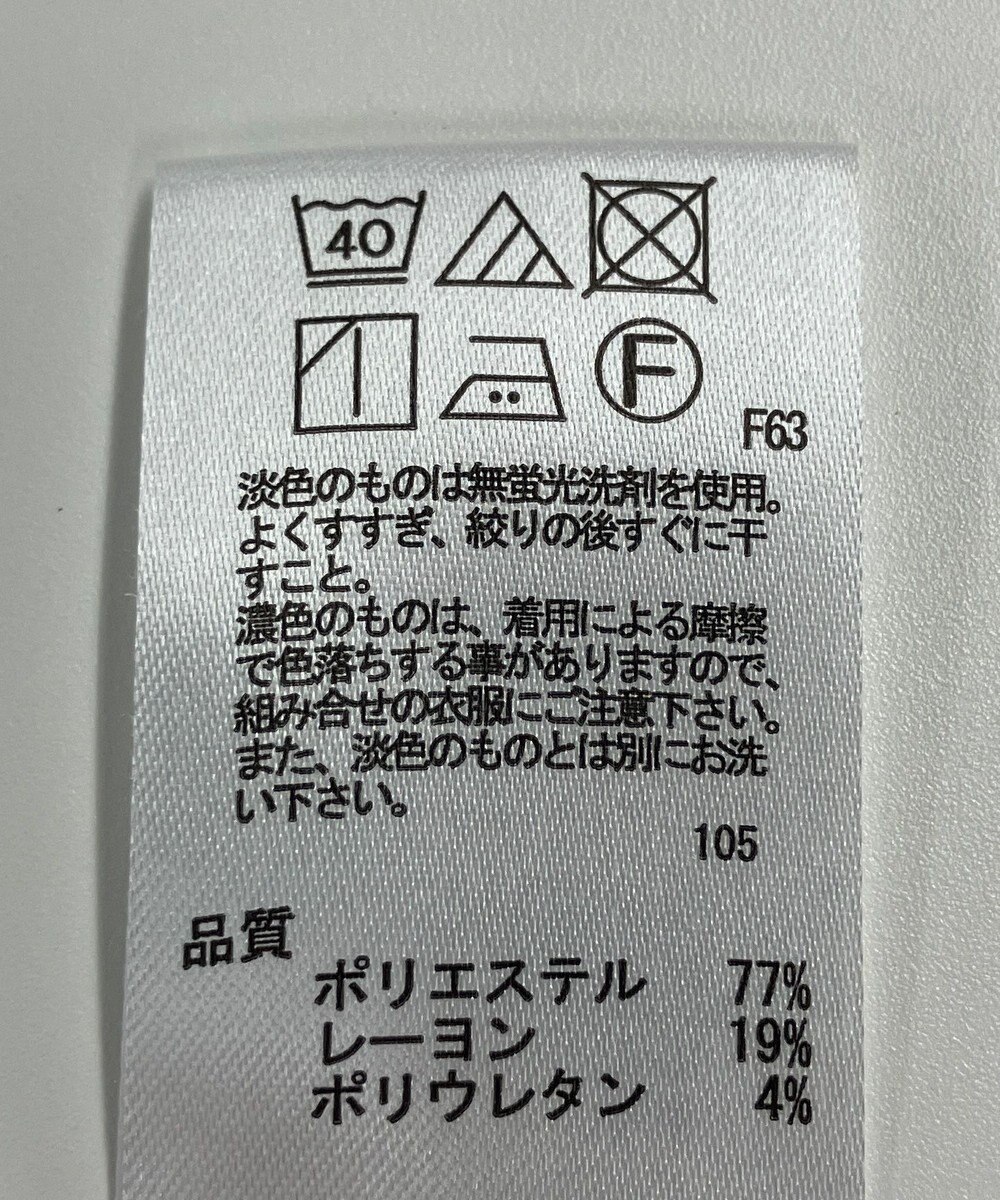 40
F
F63
淡色のものは無蛍光洗剤を使用。
よくすすぎ、絞りの後すぐに干
すこと。
濃色のものは、着用による摩擦
で色落ちする事がありますので、
組み合せの衣服にご注意下さい。
また、淡色のものとは別にお洗
い下さい。
105
品質
ポリエステル 77%
レーヨン 19%
ポリウレタン 4%